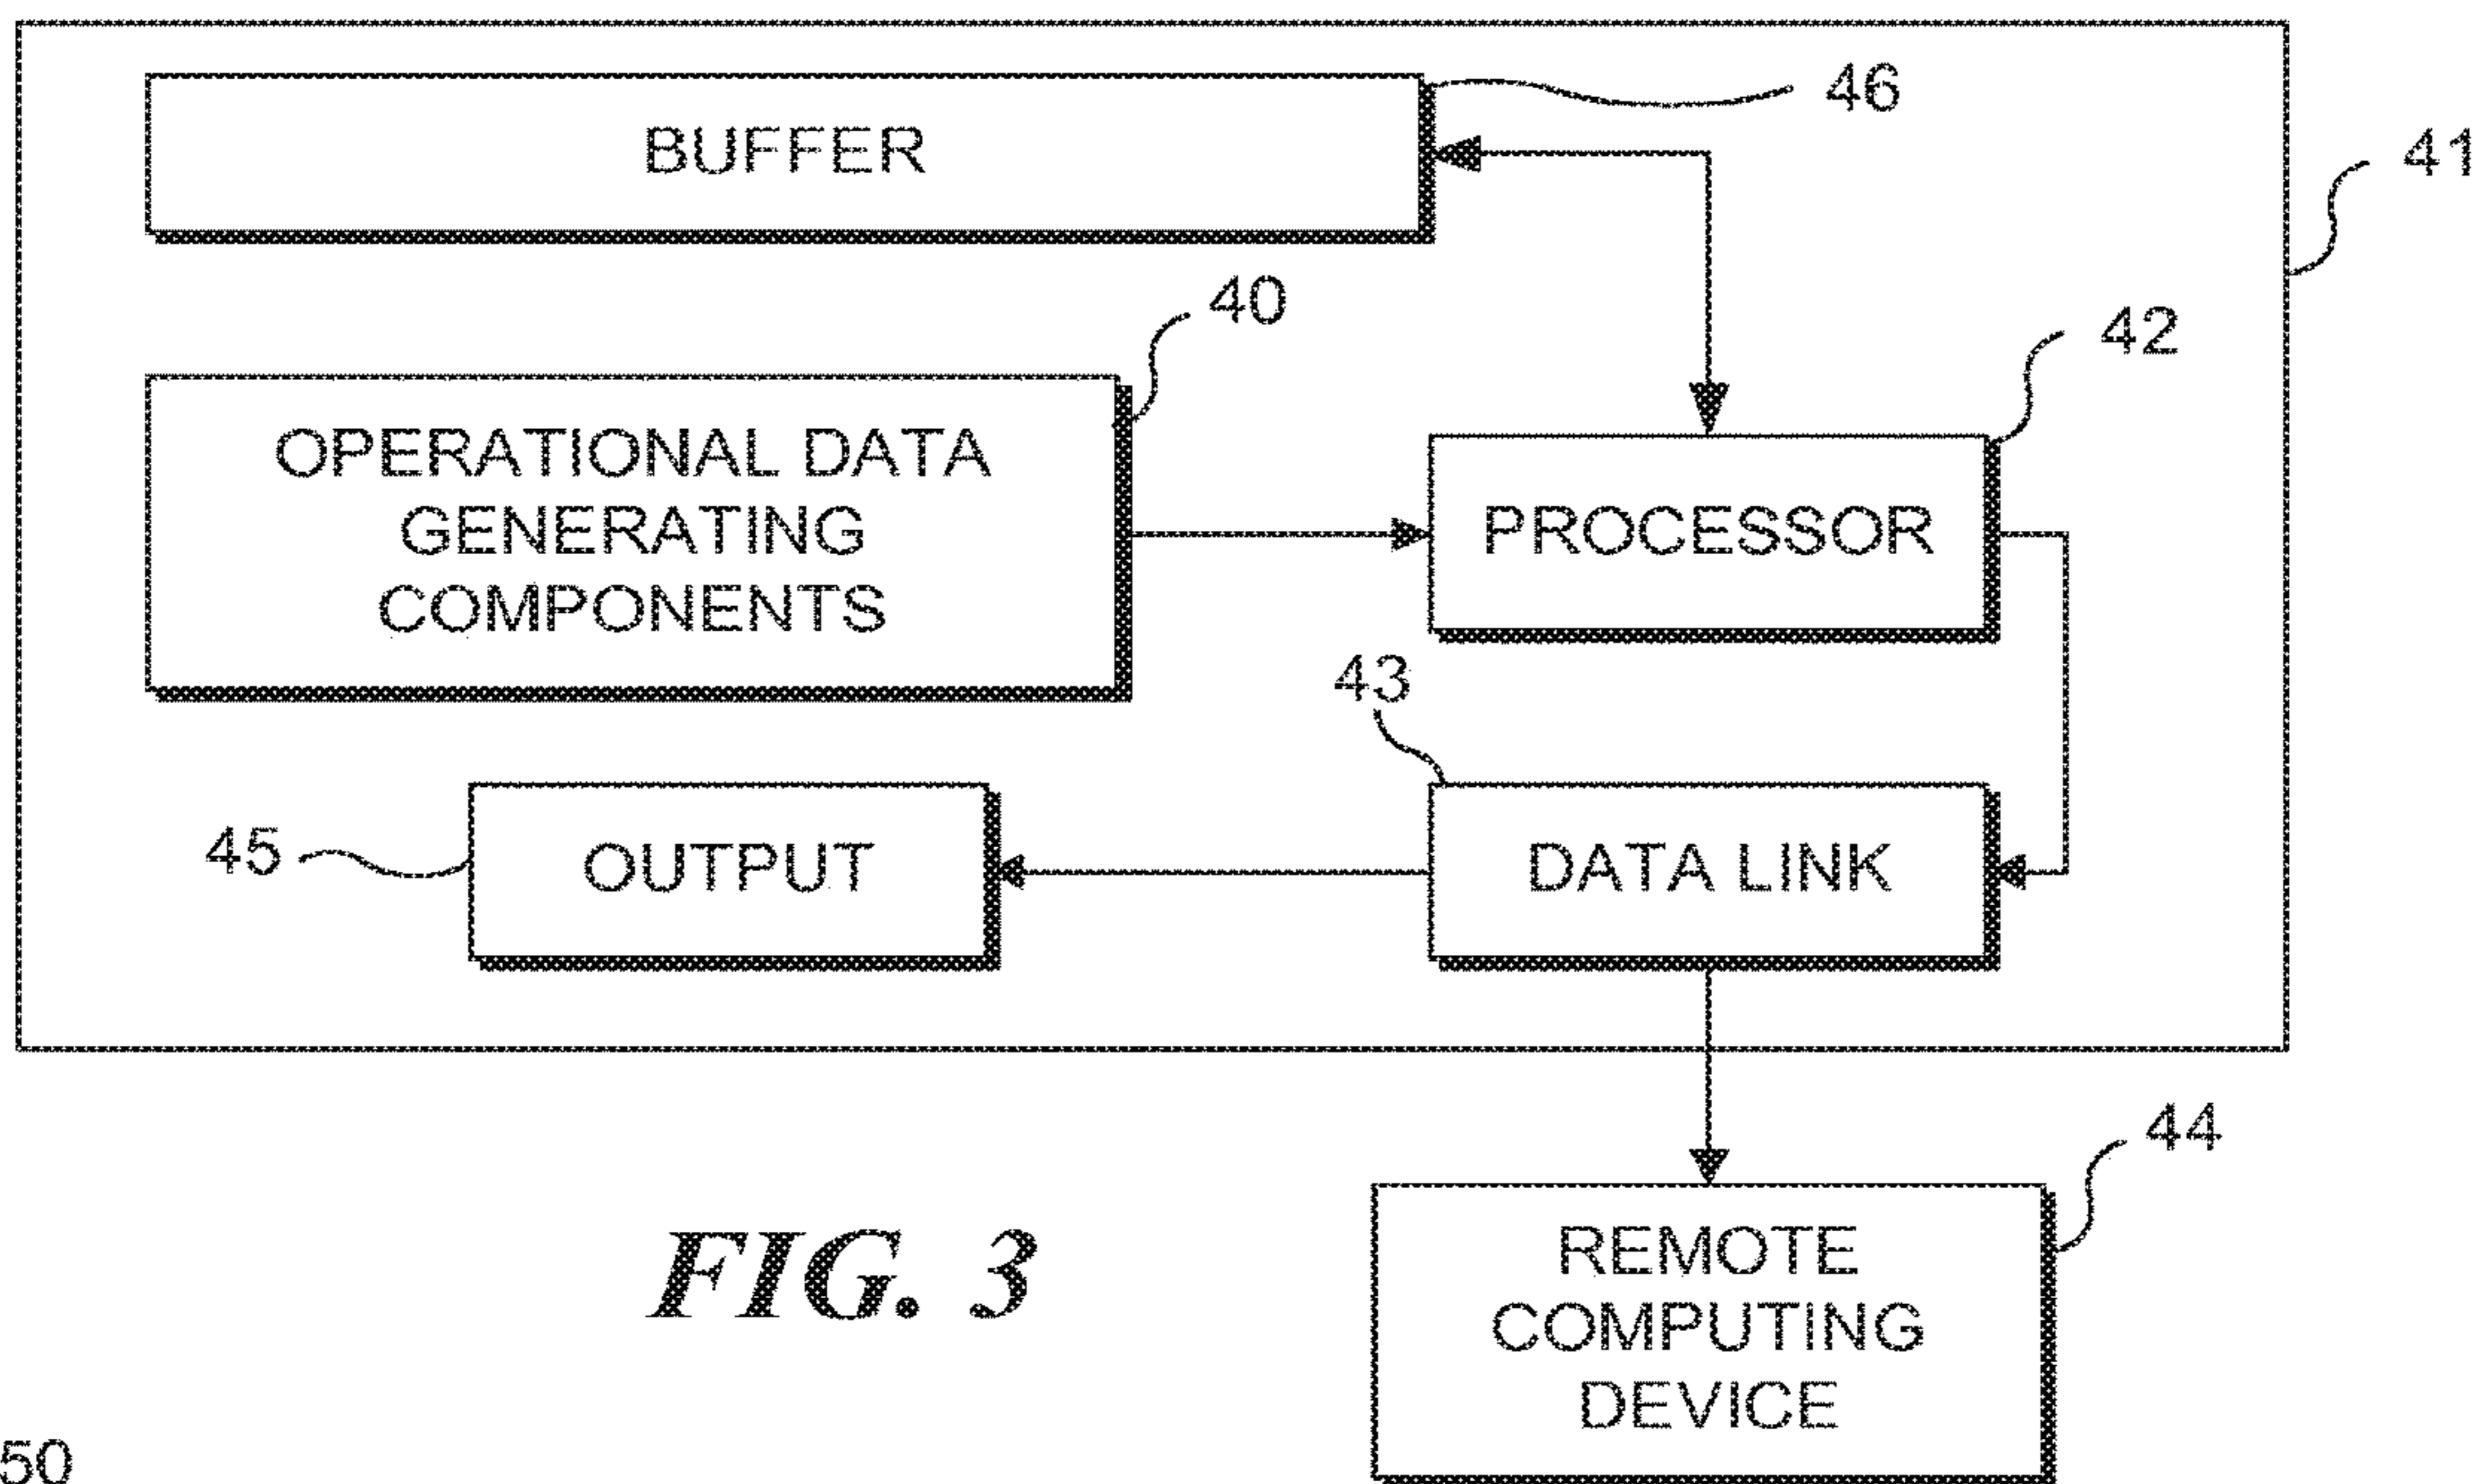 BUFFER
46
41
40
OPERATIONAL DATA
GENERATING
COMPONENTS
42
PROCESSOR
43
45
OUTPUT
DATA LINK
44
REMOTE
COMPUTING
DEVICE
FIG. 3
50